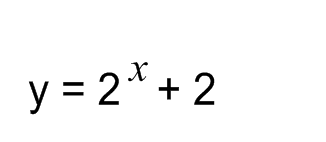 y = 2^x + 2